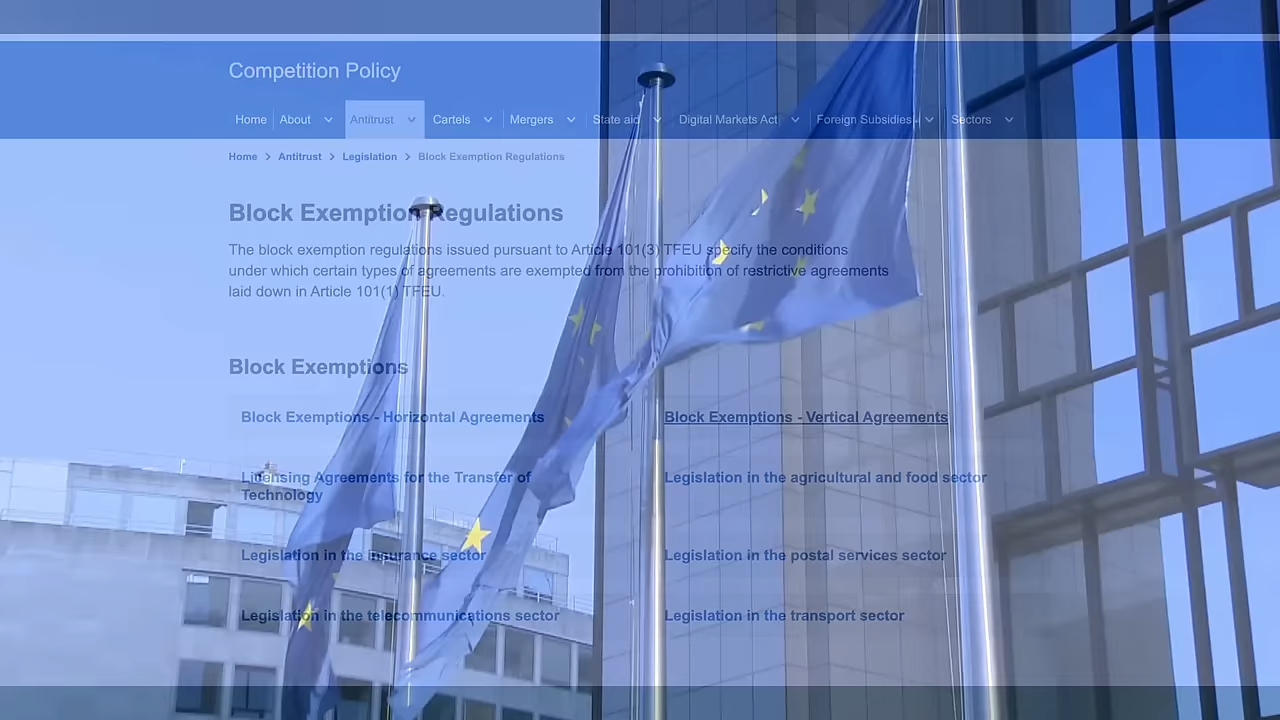 Competition Policy
Home About Antitrust Cartels Mergers State aid Digital Markets Act Foreign Subsidies Sectors
Home > Antitrust > Legislation > Block Exemption Regulations
Block Exemption Regulations
The block exemption regulations issued pursuant to Article 101(3) TFEU specify the conditions
under which certain types of agreements are exempted from the prohibition of restrictive agreements
laid down in Article 101(1) TFEU.
Block Exemptions
Block Exemptions - Horizontal Agreements Block Exemptions - Vertical Agreements
Licensing Agreements for the Transfer of
Technology
Legislation in the agricultural and food sector
Legislation in the insurance sector Legislation in the postal services sector
Legislation in the telecommunications sector Legislation in the transport sector